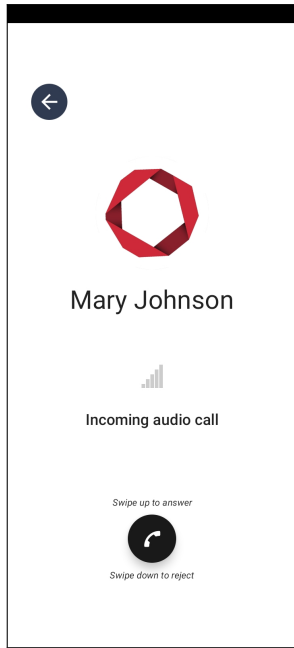 Mary Johnson
Incoming audio call
Swipe up to answer
Swipe down to reject